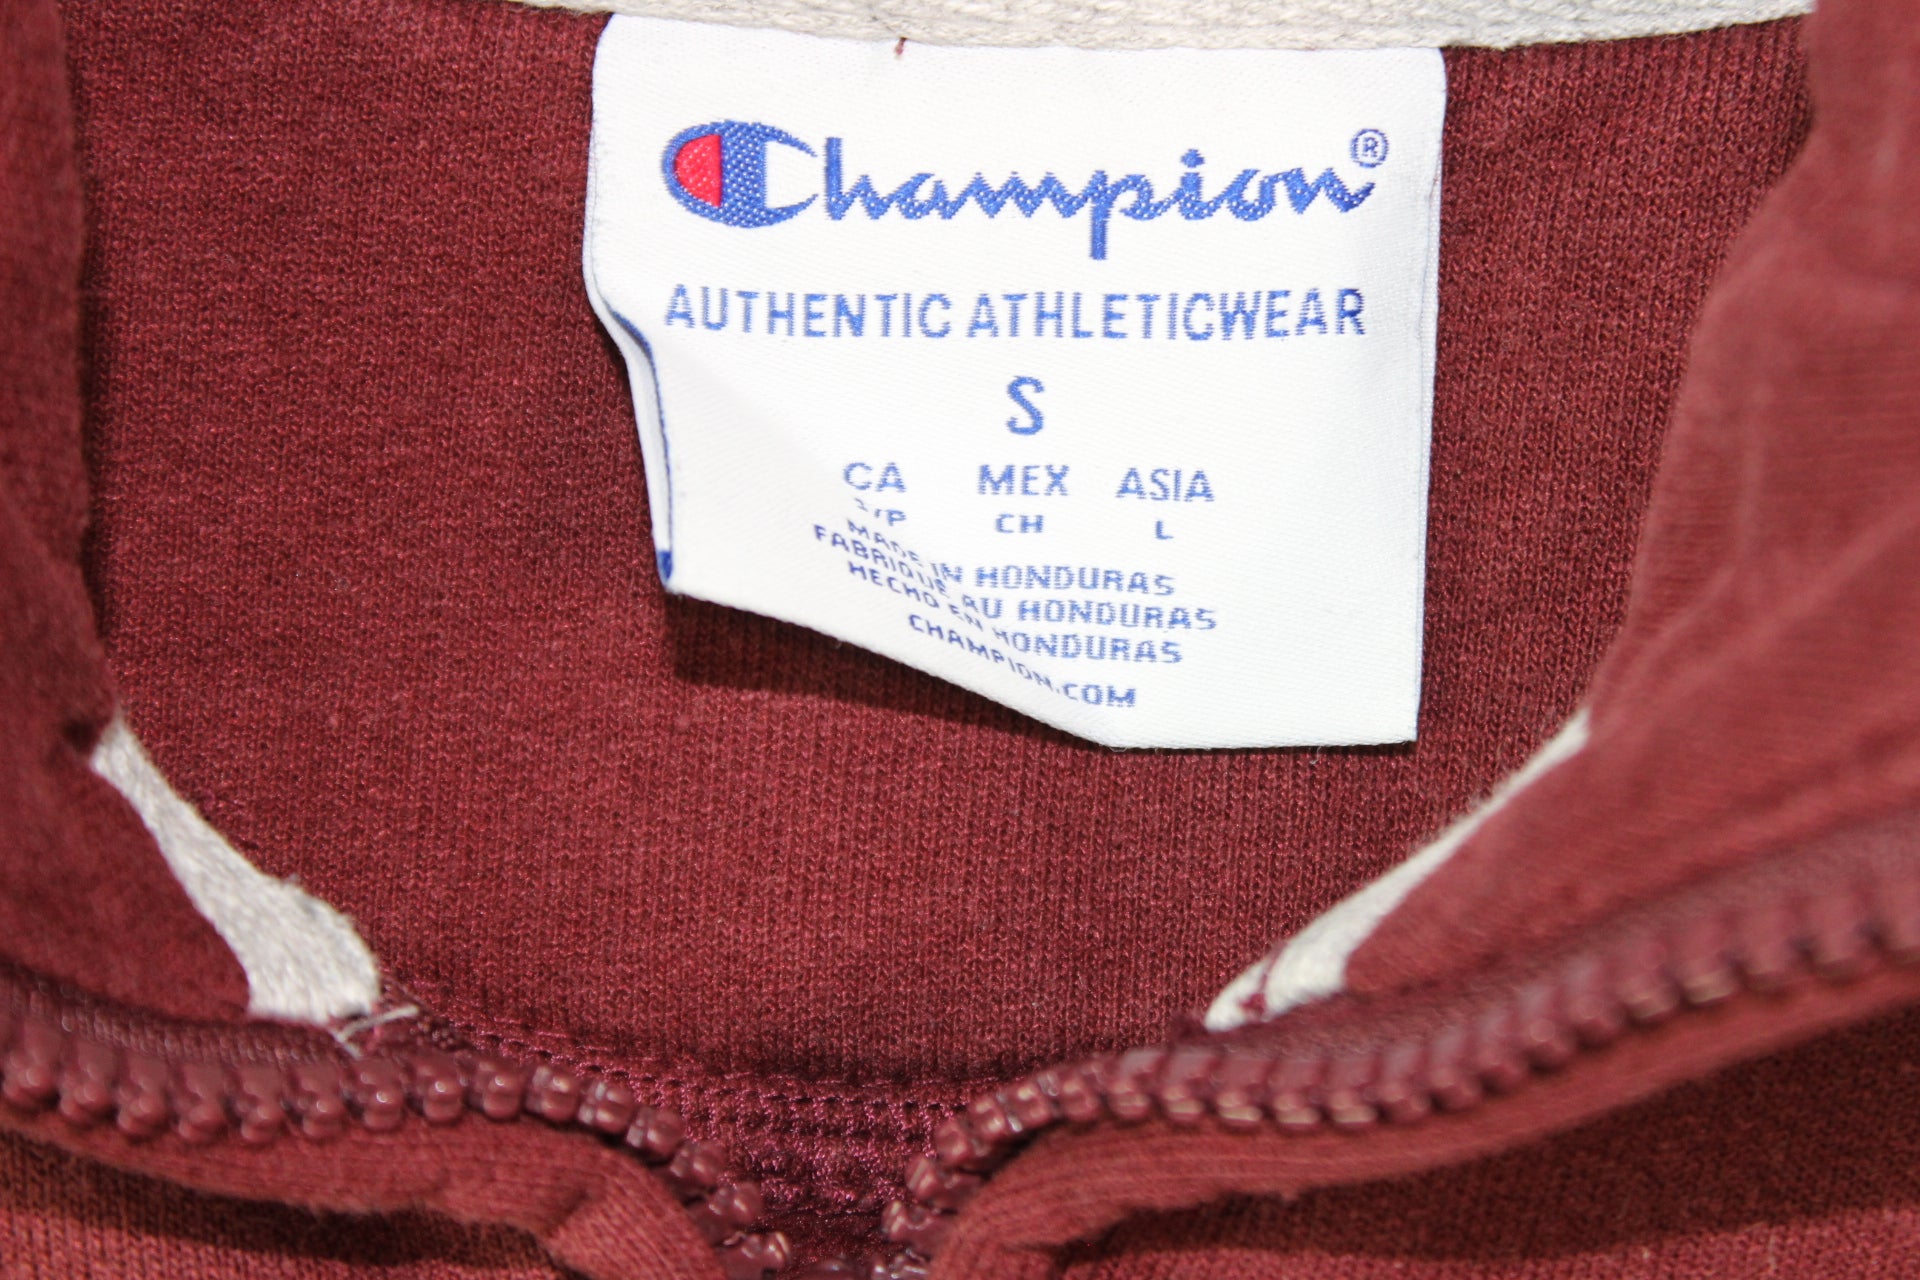 Champion®
AUTHENTIC ATHLETICWEAR
S
CA MEX ASIA
CH L
MADE IN HONDURAS
FABRIQUE AU HONDURAS
HECHO EN HONDURAS
CHAMPION.COM